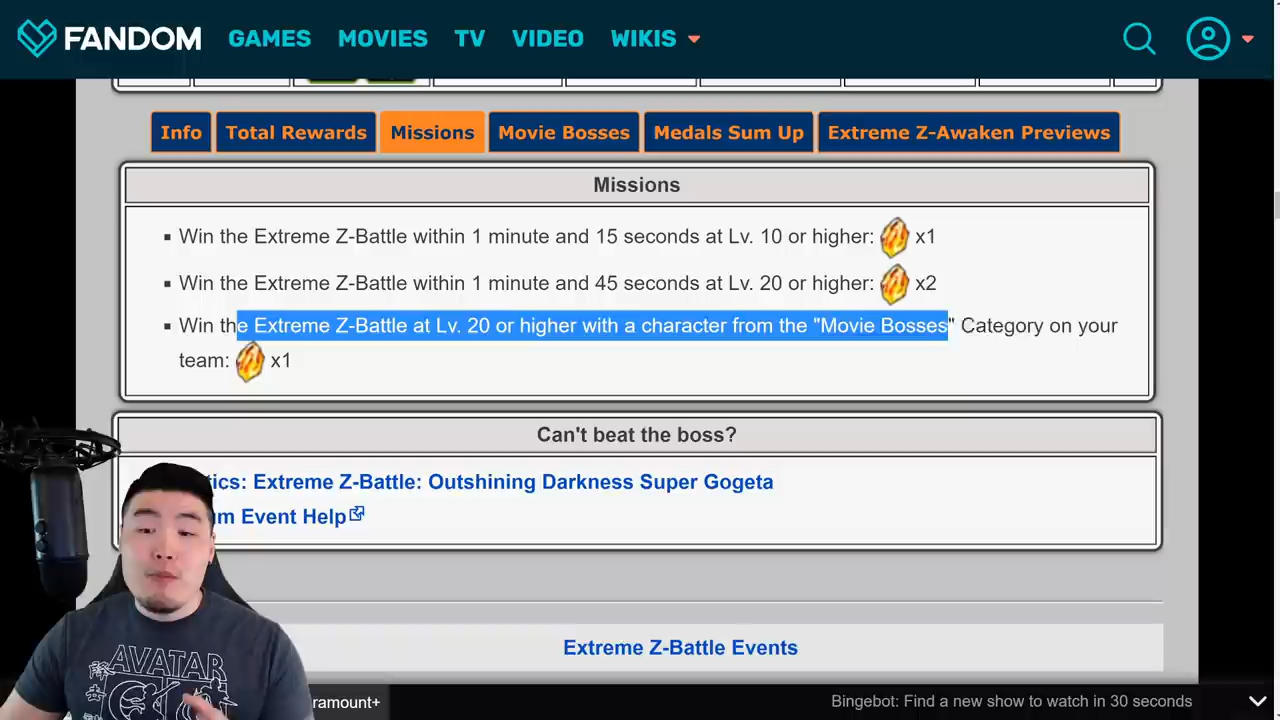 FANDOM GAMES MOVIES TV VIDEO WIKIS
Info Total Rewards Missions Movie Bosses Medals Sum Up Extreme Z-Awaken Previews
Missions
▪ Win the Extreme Z-Battle within 1 minute and 15 seconds at Lv. 10 or higher: x1
▪ Win the Extreme Z-Battle within 1 minute and 45 seconds at Lv. 20 or higher: x2
▪ Win the Extreme Z-Battle at Lv. 20 or higher with a character from the "Movie Bosses" Category on your
team: x1
Can't beat the boss?
Extreme Z-Battle: Outshining Darkness Super Gogeta
Event Help
Extreme Z-Battle Events
Bingebot: Find a new show to watch in 30 seconds
AVATAR